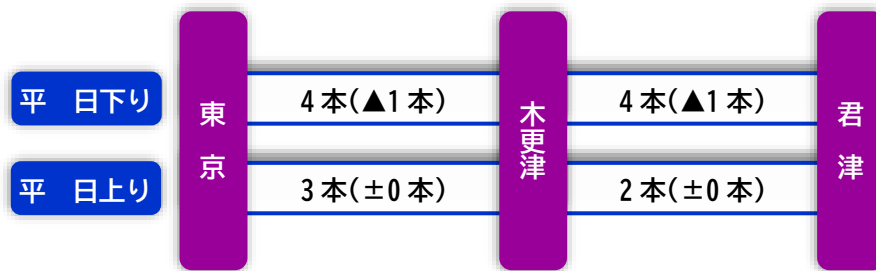 東京
木更津
君津
平　日下り
4本(▲1本)
4本(▲1本)
平　日上り
3本(±0本)
2本(±0本)